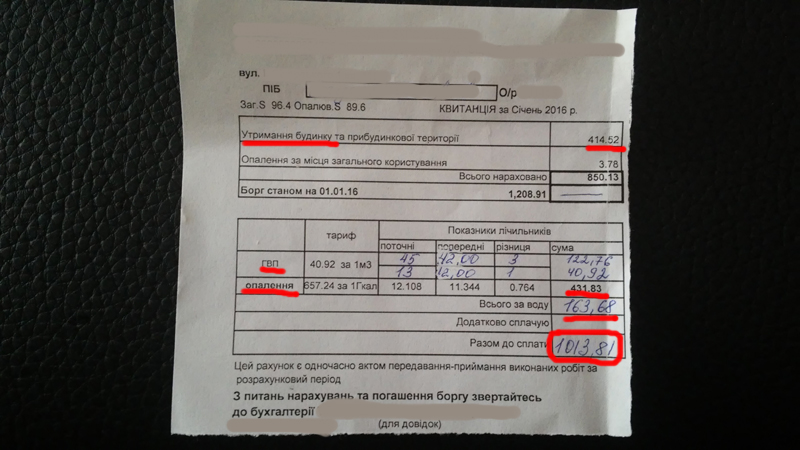 вул.
ПІБ О/р
Заг.S 96.4 Опалюв.S 89.6 КВИТАНЦІЯ за Січень 2016 р.
Утримання будинку та прибудинкової території 414.52
Опалення за місця загального користування 3.78
Всього нараховано 850.13
Борг станом на 01.01.16 1,208.91 —
тариф Показники лічильників
поточні попередні різниця сума
ГВП 40.92 за 1м3 45 42,00 3 122,76
13 12,00 1 40,92
опалення 657.24 за 1Гкал 12.108 11.344 0.764 431.83
Всього за воду 163,68
Додатково сплачую
Разом до сплати 1013,81
Цей рахунок є одночасно актом передавання-приймання виконаних робіт за
розрахунковий період
З питань нарахувань та погашення боргу звертайтесь
до бухгалтерії
(для довідок)